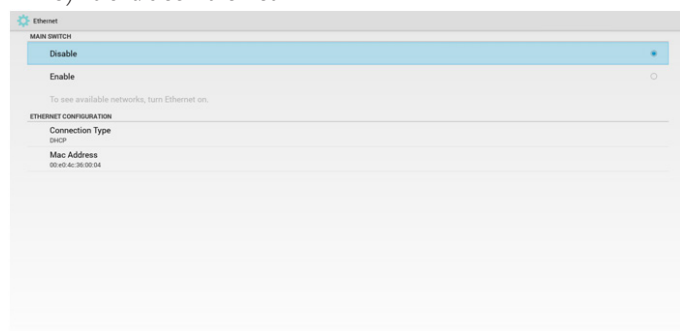 Ethernet
MAIN SWITCH
Disable
Enable
To see available networks, turn Ethernet on.
ETHERNET CONFIGURATION
Connection Type
DHCP
Mac Address
00:e0:4c:36:00:04